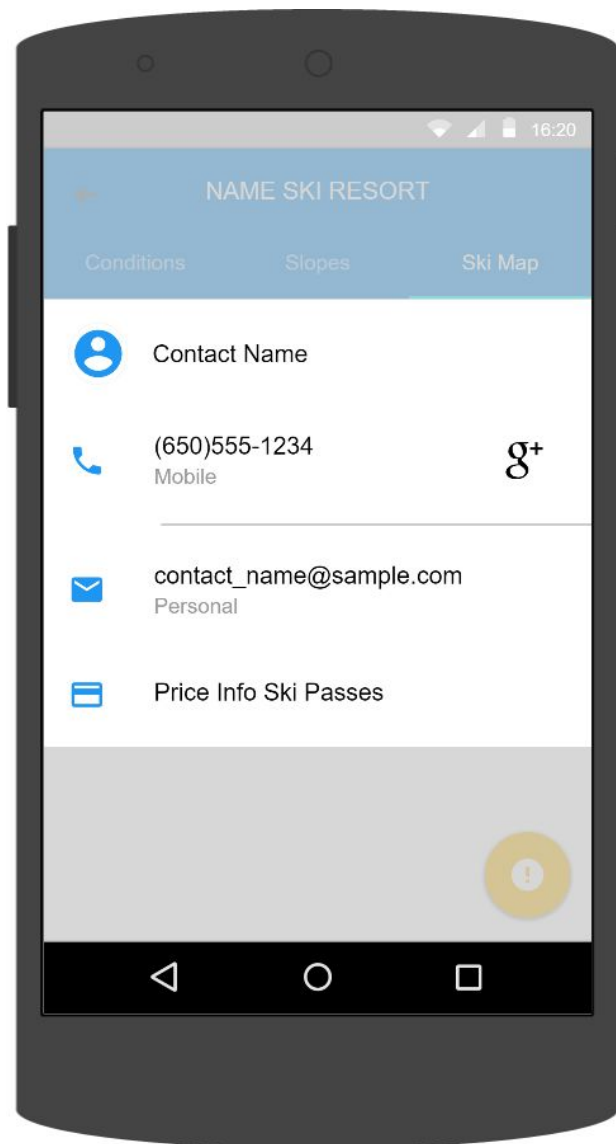 16:20
NAME SKI RESORT
Conditions Slopes Ski Map
Contact Name
(650)555-1234
Mobile
g+
contact_name@sample.com
Personal
Price Info Ski Passes
!